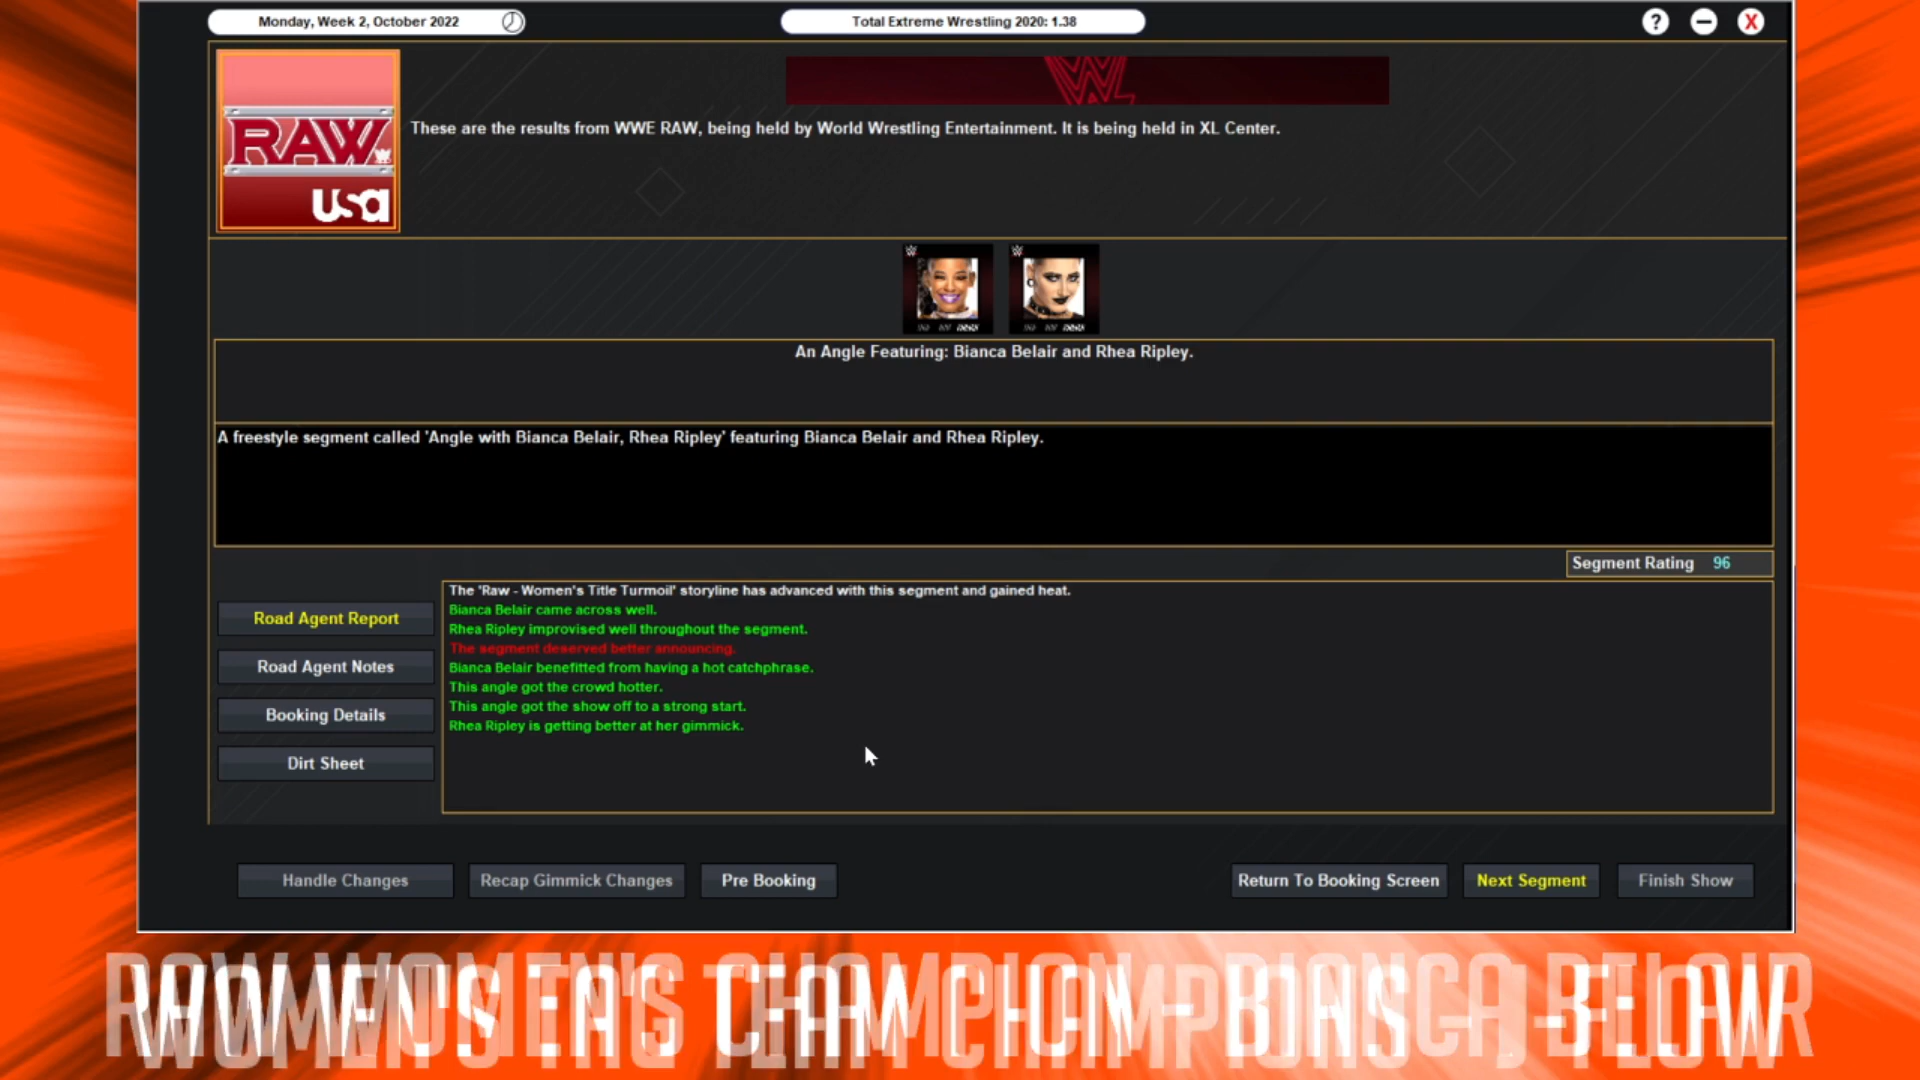 Monday, Week 2, October 2022
Total Extreme Wrestling 2020: 1.38
?
X
RAW
usa
These are the results from WWE RAW, being held by World Wrestling Entertainment. It is being held in XL Center.
An Angle Featuring: Bianca Belair and Rhea Ripley.
A freestyle segment called 'Angle with Bianca Belair, Rhea Ripley' featuring Bianca Belair and Rhea Ripley.
Segment Rating 96
Road Agent Report
Road Agent Notes
Booking Details
Dirt Sheet
The 'Raw - Women's Title Turmoil' storyline has advanced with this segment and gained heat.
Bianca Belair came across well.
Rhea Ripley improvised well throughout the segment.
The segment deserved better announcing.
Bianca Belair benefitted from having a hot catchphrase.
This angle got the crowd hotter.
This angle got the show off to a strong start.
Rhea Ripley is getting better at her gimmick.
Handle Changes
Recap Gimmick Changes
Pre Booking
Return To Booking Screen
Next Segment
Finish Show
RAW WOMEN'S CHAMPION - BIANCA BELAIR